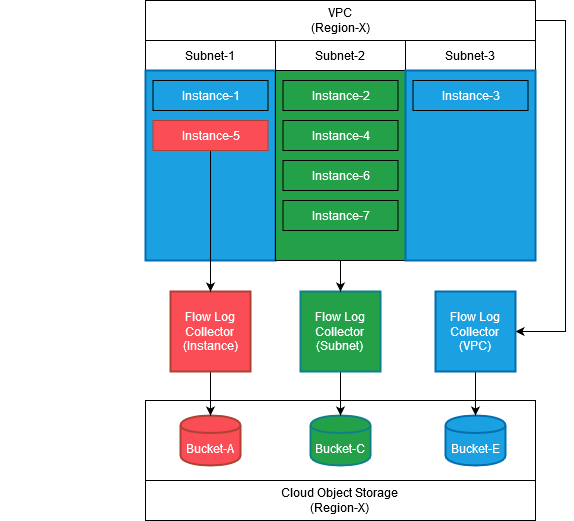 VPC
(Region-X)
Subnet-1
Subnet-2
Subnet-3
Instance-1
Instance-2
Instance-3
Instance-5
Instance-4
Instance-6
Instance-7
Flow Log
Collector
(Instance)
Flow Log
Collector
(Subnet)
Flow Log
Collector
(VPC)
Bucket-A
Bucket-C
Bucket-E
Cloud Object Storage
(Region-X)